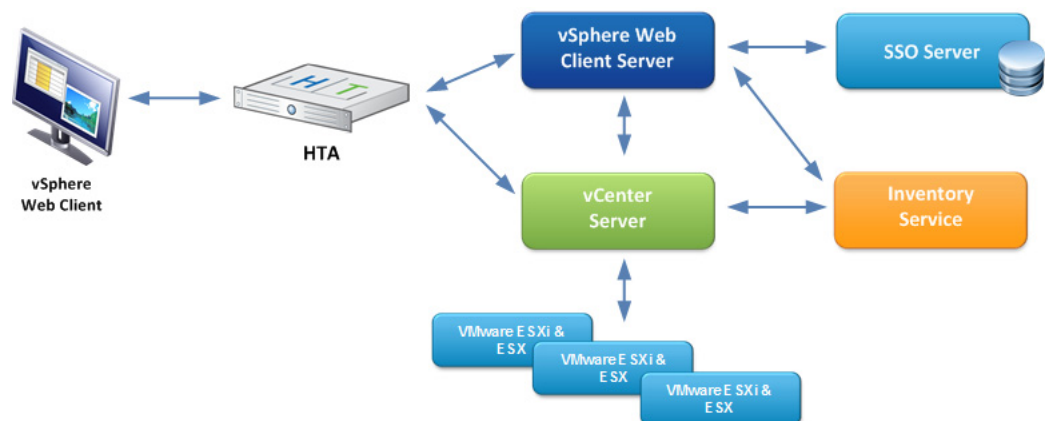 vSphere Web
Client Server
SSO Server
H T
HTA
vSphere
Web Client
vCenter
Server
Inventory
Service
VMware ESXi &
ESX
VMware ESXi &
ESX
VMware ESXi &
ESX